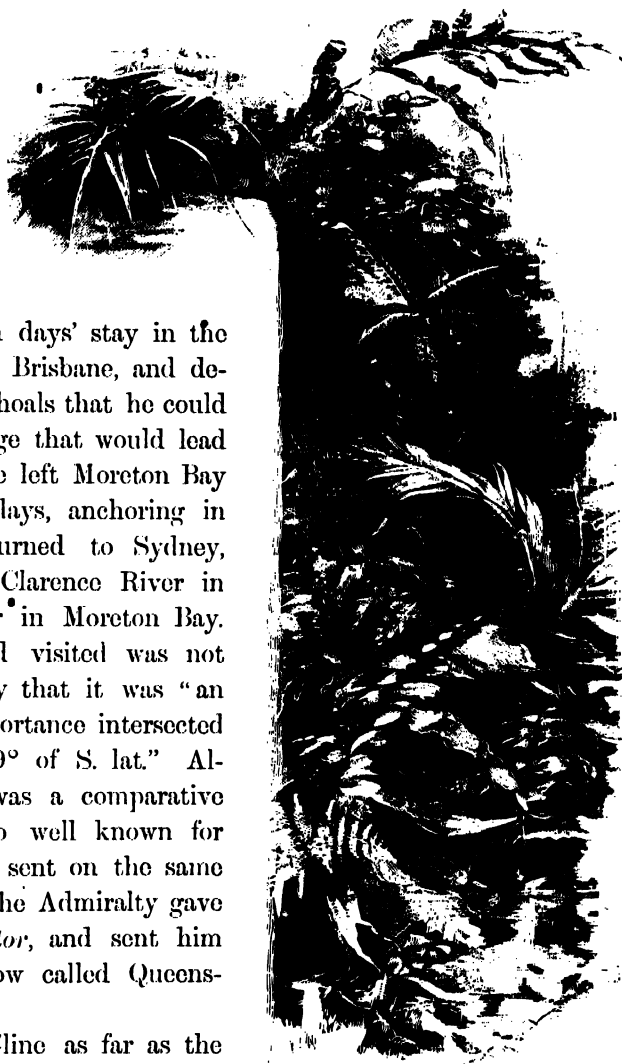 days' stay in the
Brisbane, and de-
hoals that he could
ge that would lead
e left Moreton Bay
days, anchoring in
urned to Sydney,
Clarence River in
in Moreton Bay.
visited was not
y that it was “an
ortance intersected
9° of S. lat.” Al-
was a comparative
o well known for
sent on the same
he Admiralty gave
tor, and sent him
ow called Queens-
line as far as the